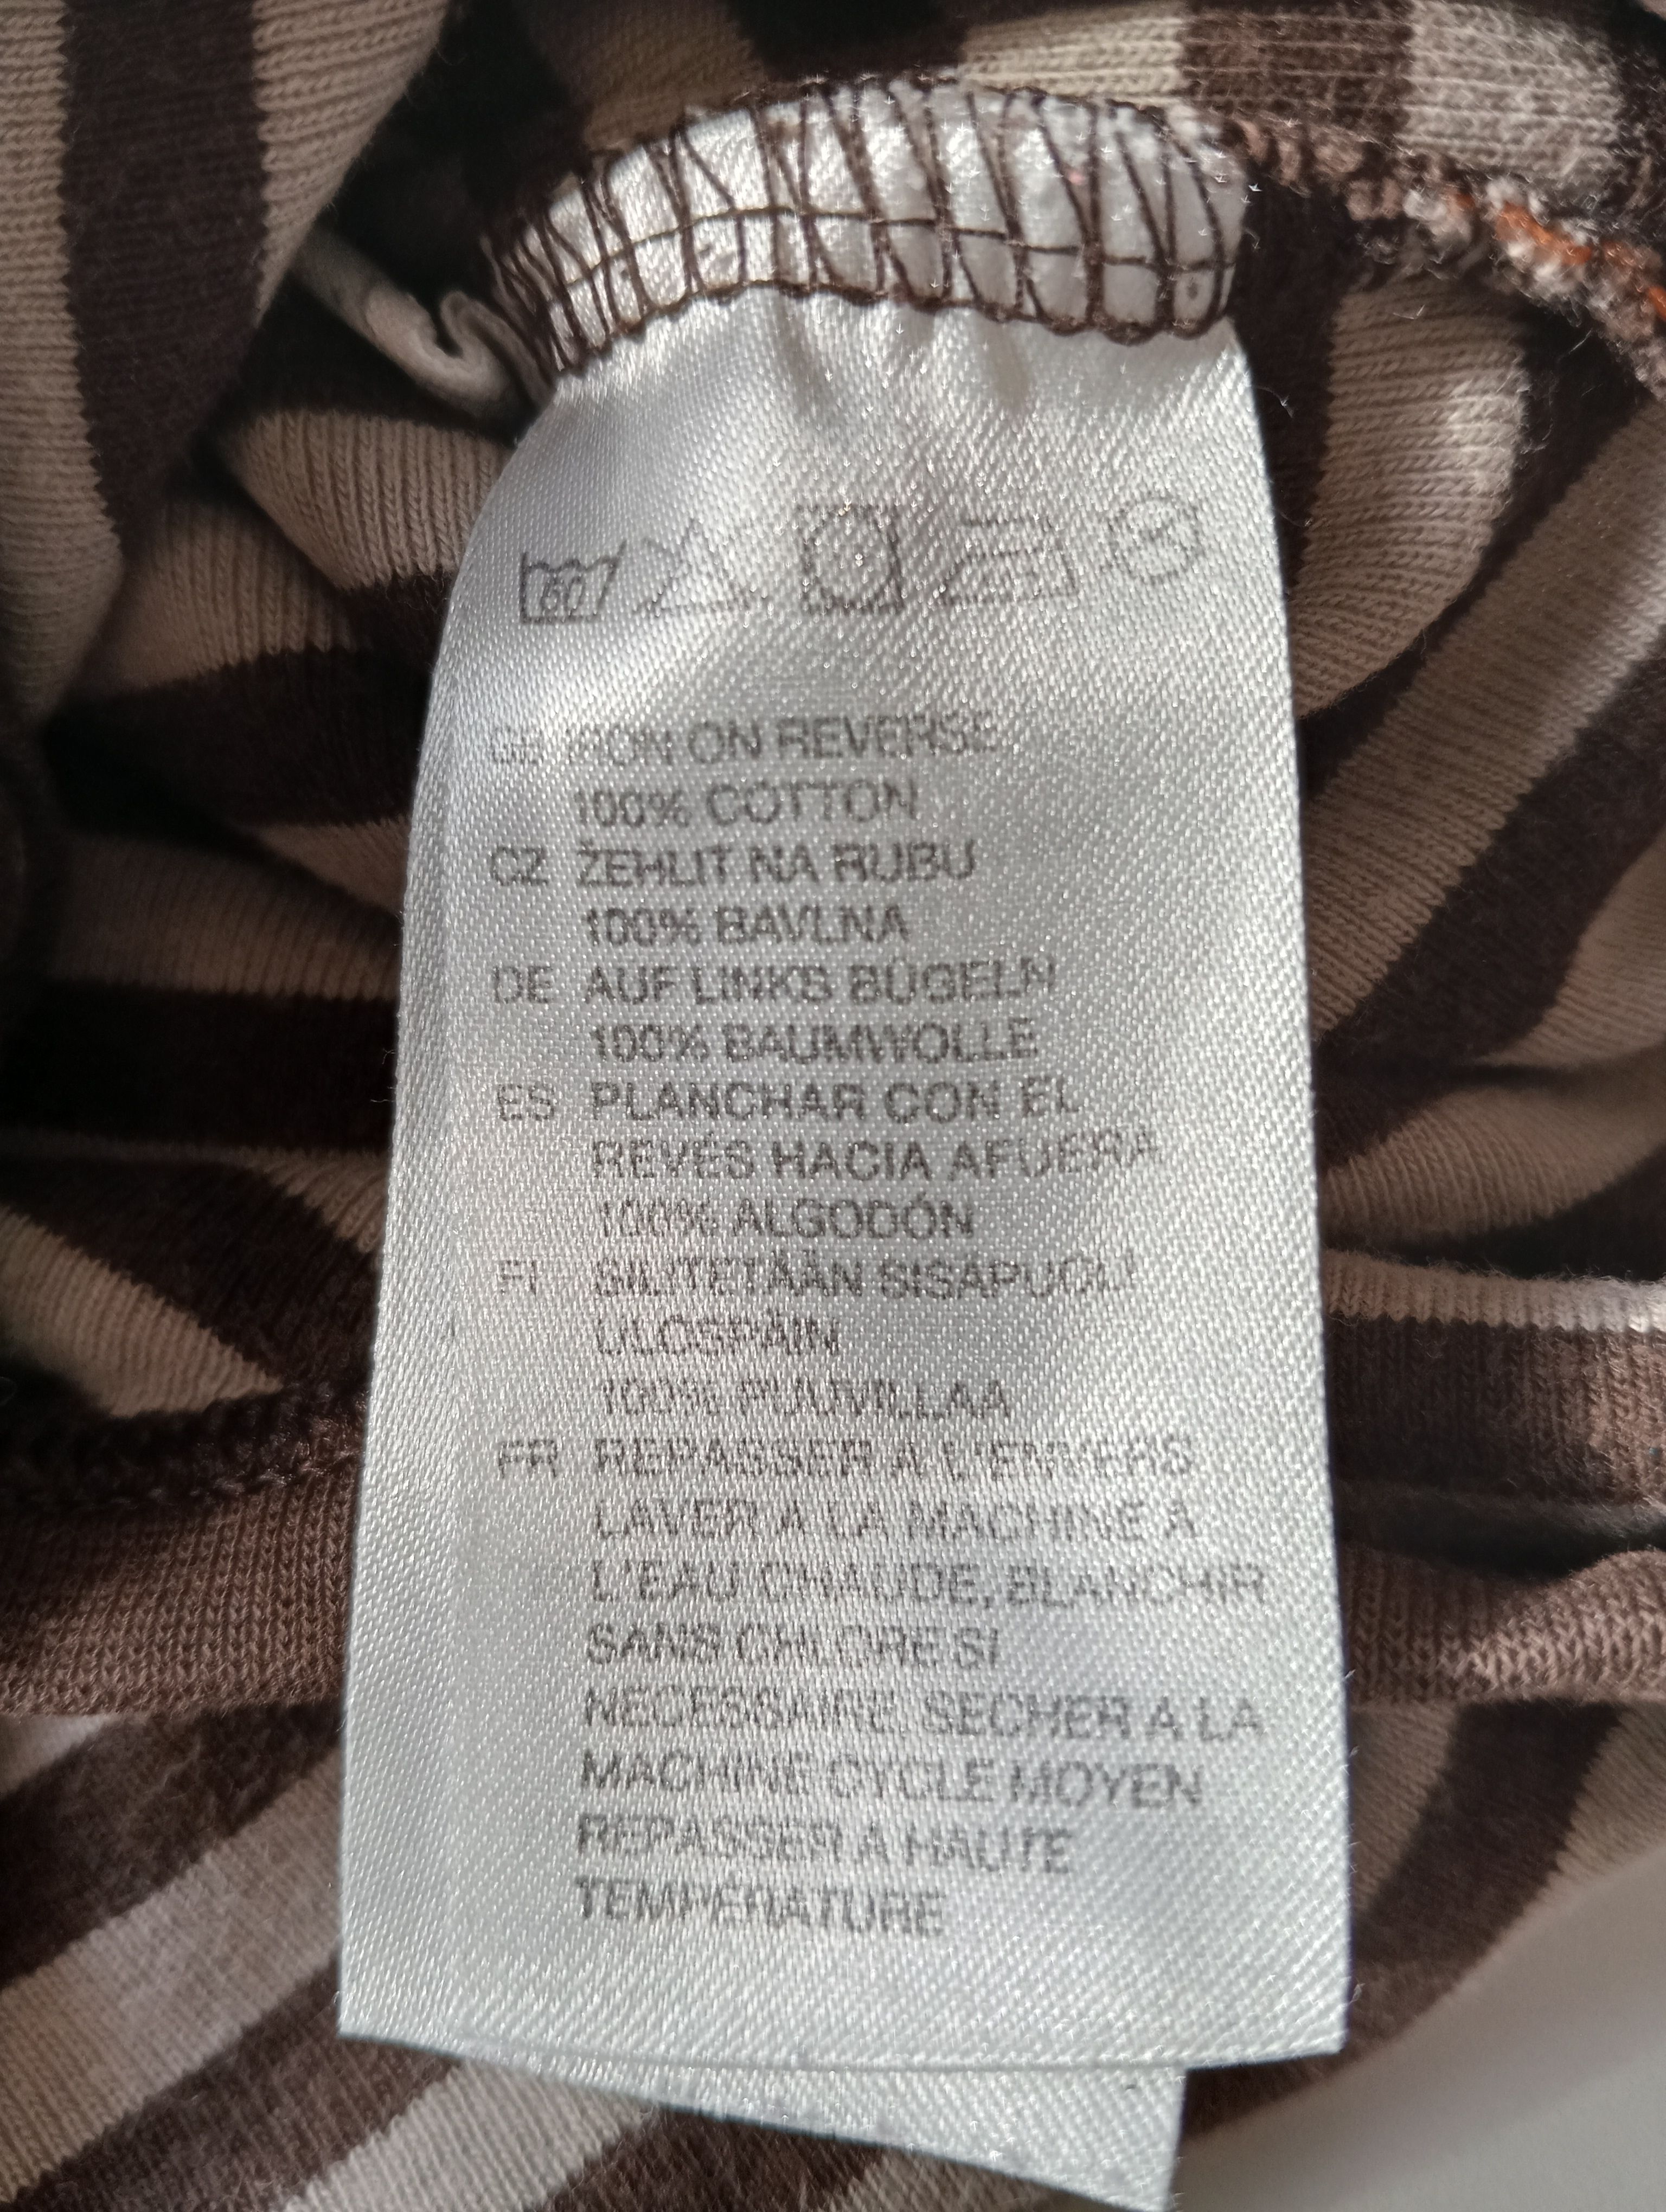 60
GB IRON ON REVERSE
100% COTTON
CZ ŽEHLIT NA RUBU
100% BAVLNA
DE AUF LINKS BÜGELN
100% BAUMWOLLE
ES PLANCHAR CON EL
REVÉS HACIA AFUERA
100% ALGODÓN
FI SILITETÄÄN SISÄPUOLI
ULOSPÄIN
100% PUUVILLAA
FR REPASSER A L'ENVERS
LAVER A LA MACHINE A
L'EAU CHAUDE, BLANCHIR
SANS CHLORE SI
NECESSAIRE, SECHER A LA
MACHINE CYCLE MOYEN
REPASSER A HAUTE
TEMPERATURE